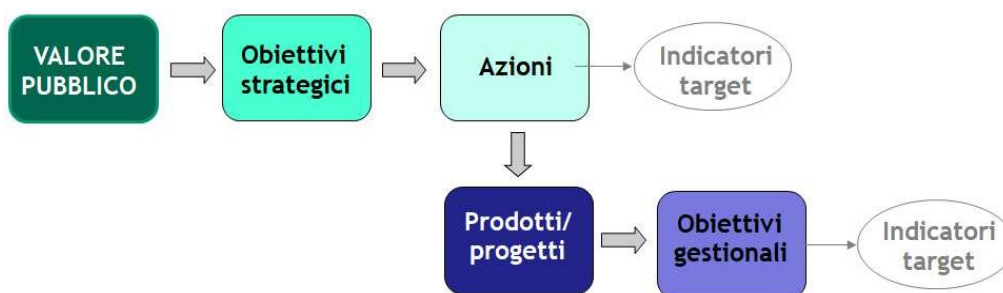 VALORE
PUBBLICO
Obiettivi
strategici
Azioni
Indicatori
target
Prodotti/
progetti
Obiettivi
gestionali
Indicatori
target